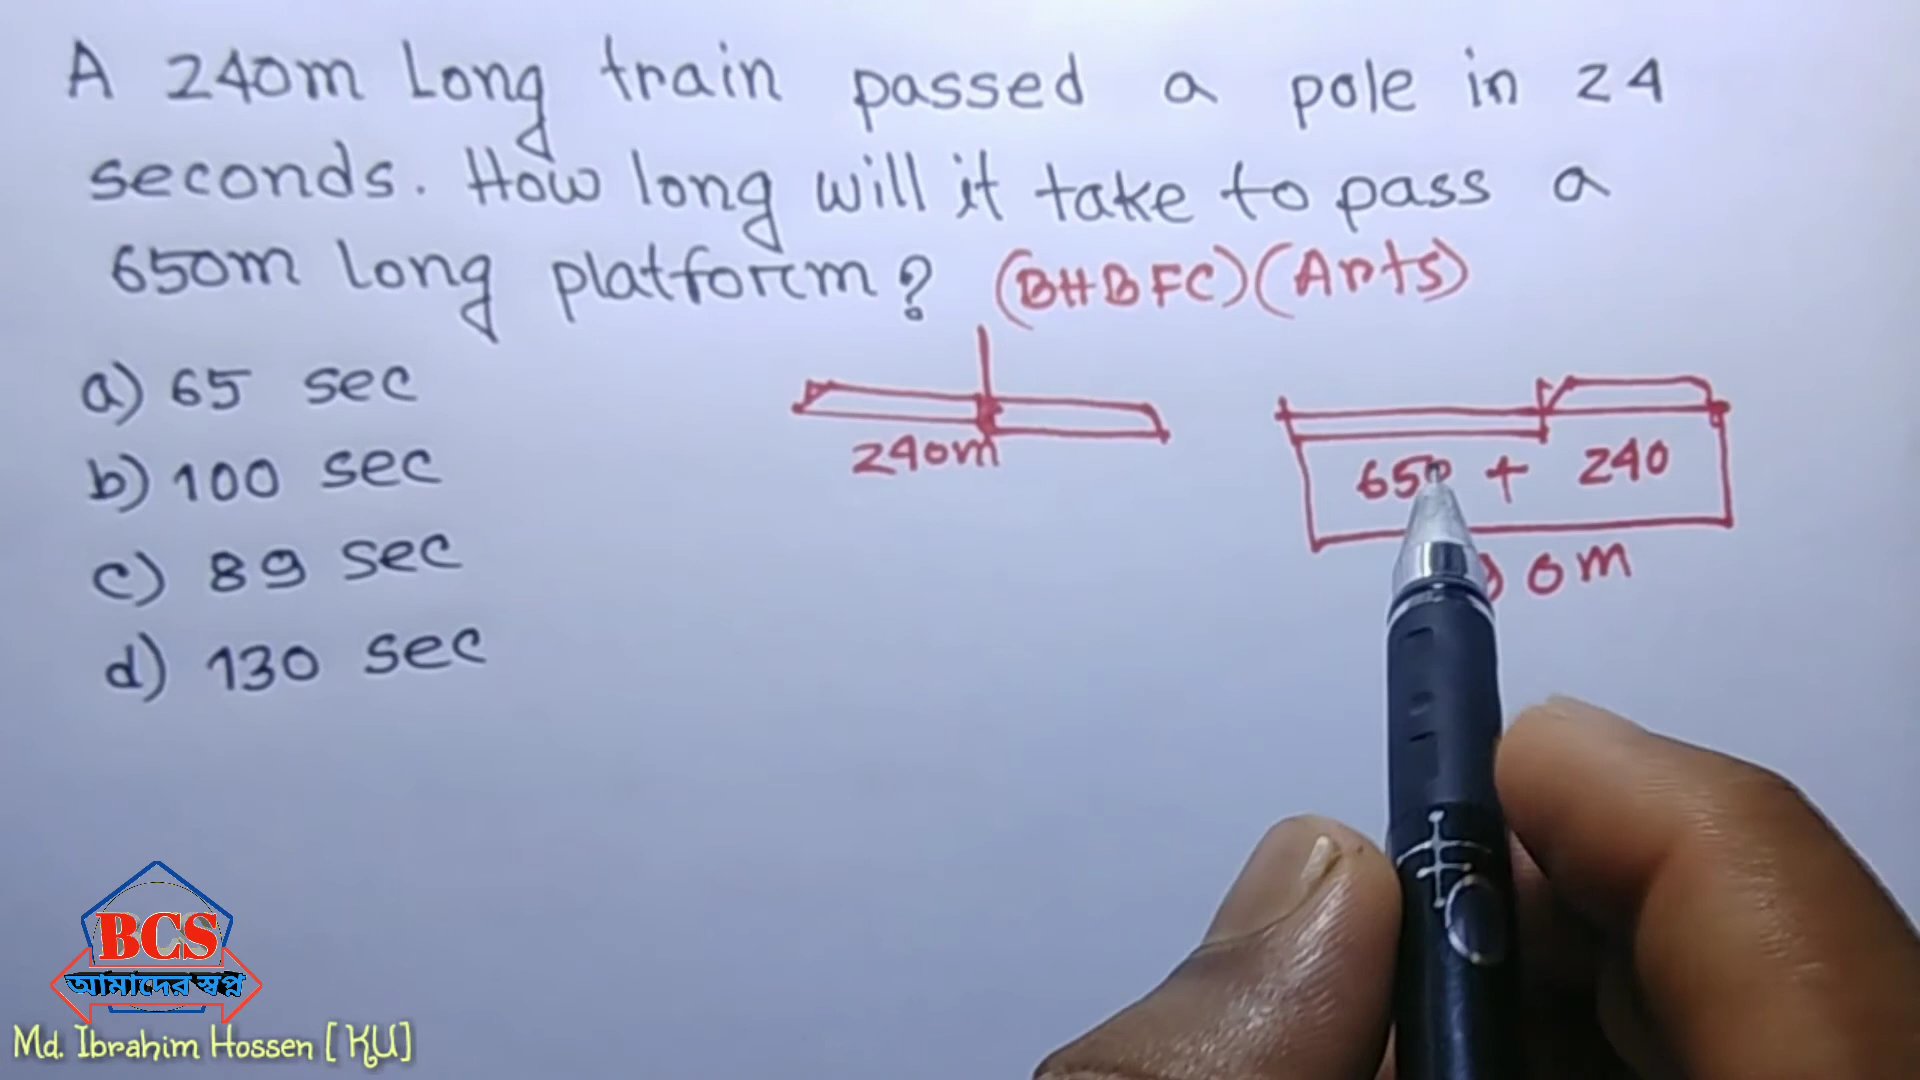 A 240m Long train passed a pole in 24
seconds. How long will it take to pass a
650m long platform? (BHBFC) (Arts)
a) 65 sec
b) 100 sec
c) 89 sec
d) 130 sec
240m
650 + 240
0m
BCS
আমাদের স্বপ্ন
Md. Ibrahim Hossen [KU]